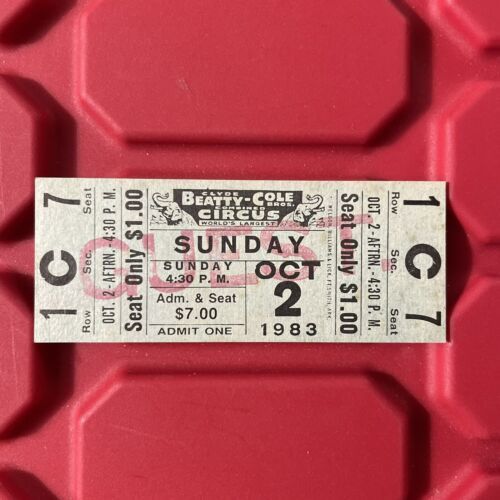 Row 1
Sec. C
Seat 7
OCT. 2-AFTRN.-4:30 P. M.
Seat Only $1.00
CLYDE
BEATTY-COLE
COMBINED BROS.
CIRCUS
WORLD'S LARGEST
SUNDAY
SUNDAY
4:30 P. M.
Adm. & Seat
$7.00
ADMIT ONE
OCT
2
1983
GUEST
Seat Only $1.00
OCT. 2-AFTRN.-4:30 P. M.
1 Row
C Sec.
7 Seat